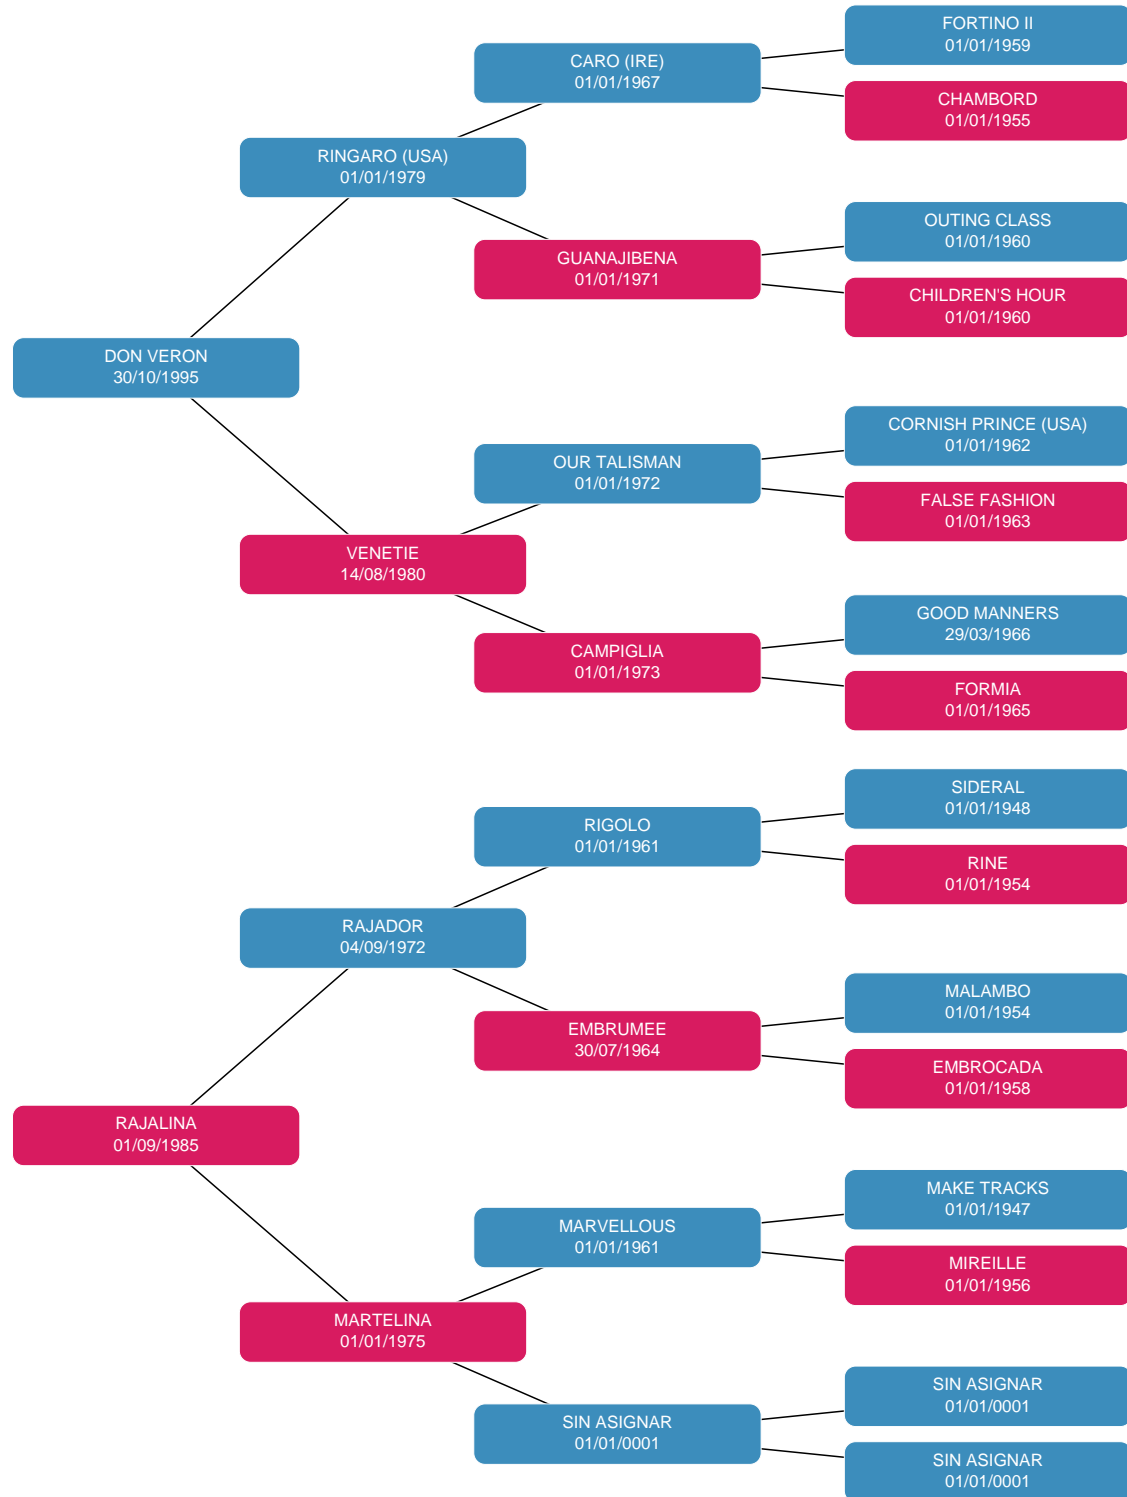 FORTINO II
01/01/1959
CARO (IRE)
01/01/1967
CHAMBORD
01/01/1955
RINGARO (USA)
01/01/1979
OUTING CLASS
01/01/1960
GUANAJIBENA
01/01/1971
CHILDREN'S HOUR
01/01/1960
DON VERON
30/10/1995
CORNISH PRINCE (USA)
01/01/1962
OUR TALISMAN
01/01/1972
FALSE FASHION
01/01/1963
VENETIE
14/08/1980
GOOD MANNERS
29/03/1966
CAMPIGLIA
01/01/1973
FORMIA
01/01/1965
SIDERAL
01/01/1948
RIGOLO
01/01/1961
RINE
01/01/1954
RAJADOR
04/09/1972
MALAMBO
01/01/1954
EMBRUMEE
30/07/1964
EMBROCADA
01/01/1958
RAJALINA
01/09/1985
MAKE TRACKS
01/01/1947
MARVELLOUS
01/01/1961
MIREILLE
01/01/1956
MARTELINA
01/01/1975
SIN ASIGNAR
01/01/0001
SIN ASIGNAR
01/01/0001
SIN ASIGNAR
01/01/0001